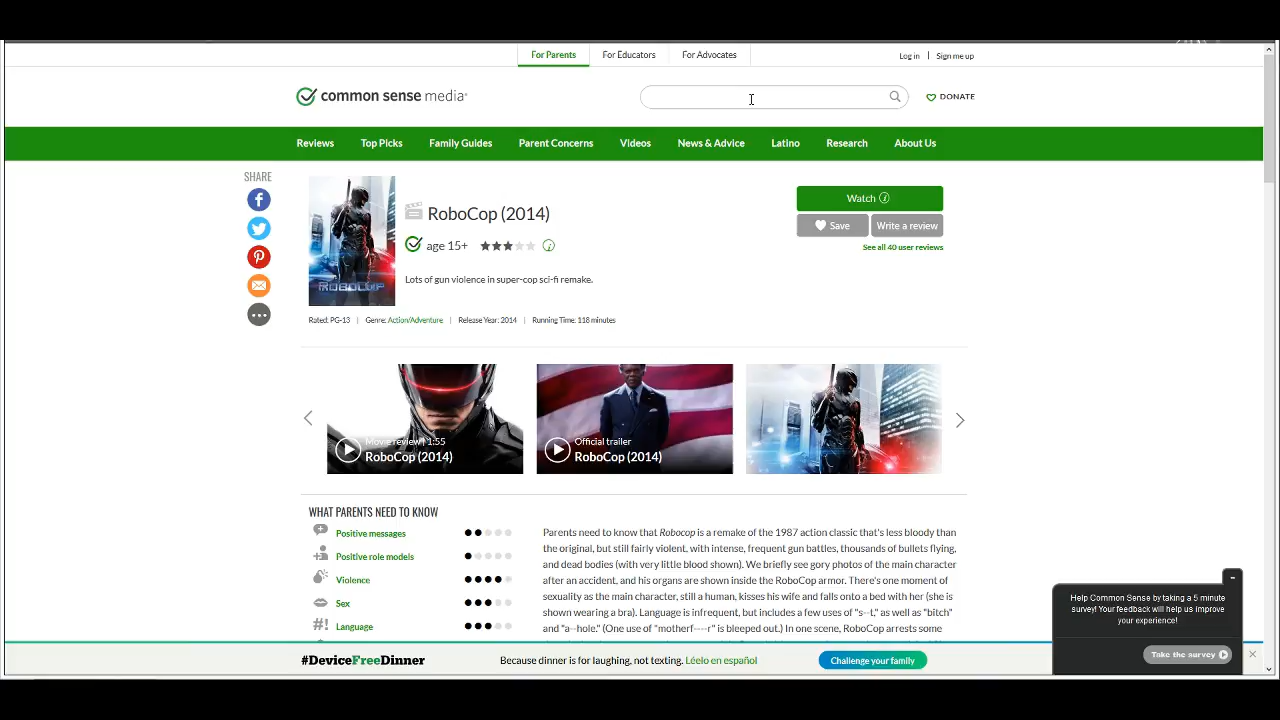 For Parents
For Educators
For Advocates
Log in
Sign me up
common sense media
DONATE
Reviews
Top Picks
Family Guides
Parent Concerns
Videos
News & Advice
Latino
Research
About Us
SHARE
ROBOCOP
RoboCop (2014)
age 15+
Lots of gun violence in super-cop sci-fi remake.
Watch
Save
Write a review
See all 40 user reviews
Rated: PG-13 | Genre: Action/Adventure | Release Year: 2014 | Running Time: 118 minutes
Movie review | 1:55
RoboCop (2014)
Official trailer
RoboCop (2014)
WHAT PARENTS NEED TO KNOW
Positive messages
Positive role models
Violence
Sex
#! Language
Parents need to know that Robocop is a remake of the 1987 action classic that's less bloody than
the original, but still fairly violent, with intense, frequent gun battles, thousands of bullets flying,
and dead bodies (with very little blood shown). We briefly see gory photos of the main character
after an accident, and his organs are shown inside the RoboCop armor. There's one moment of
sexuality as the main character, still a human, kisses his wife and falls onto a bed with her (she is
shown wearing a bra). Language is infrequent, but includes a few uses of "s--t," as well as "bitch"
and "a--hole." (One use of "motherf----r" is bleeped out.) In one scene, RoboCop arrests some
Help Common Sense by taking a 5 minute
survey! Your feedback will help us improve
your experience!
Take the survey
#DeviceFreeDinner
Because dinner is for laughing, not texting. Léelo en español
Challenge your family